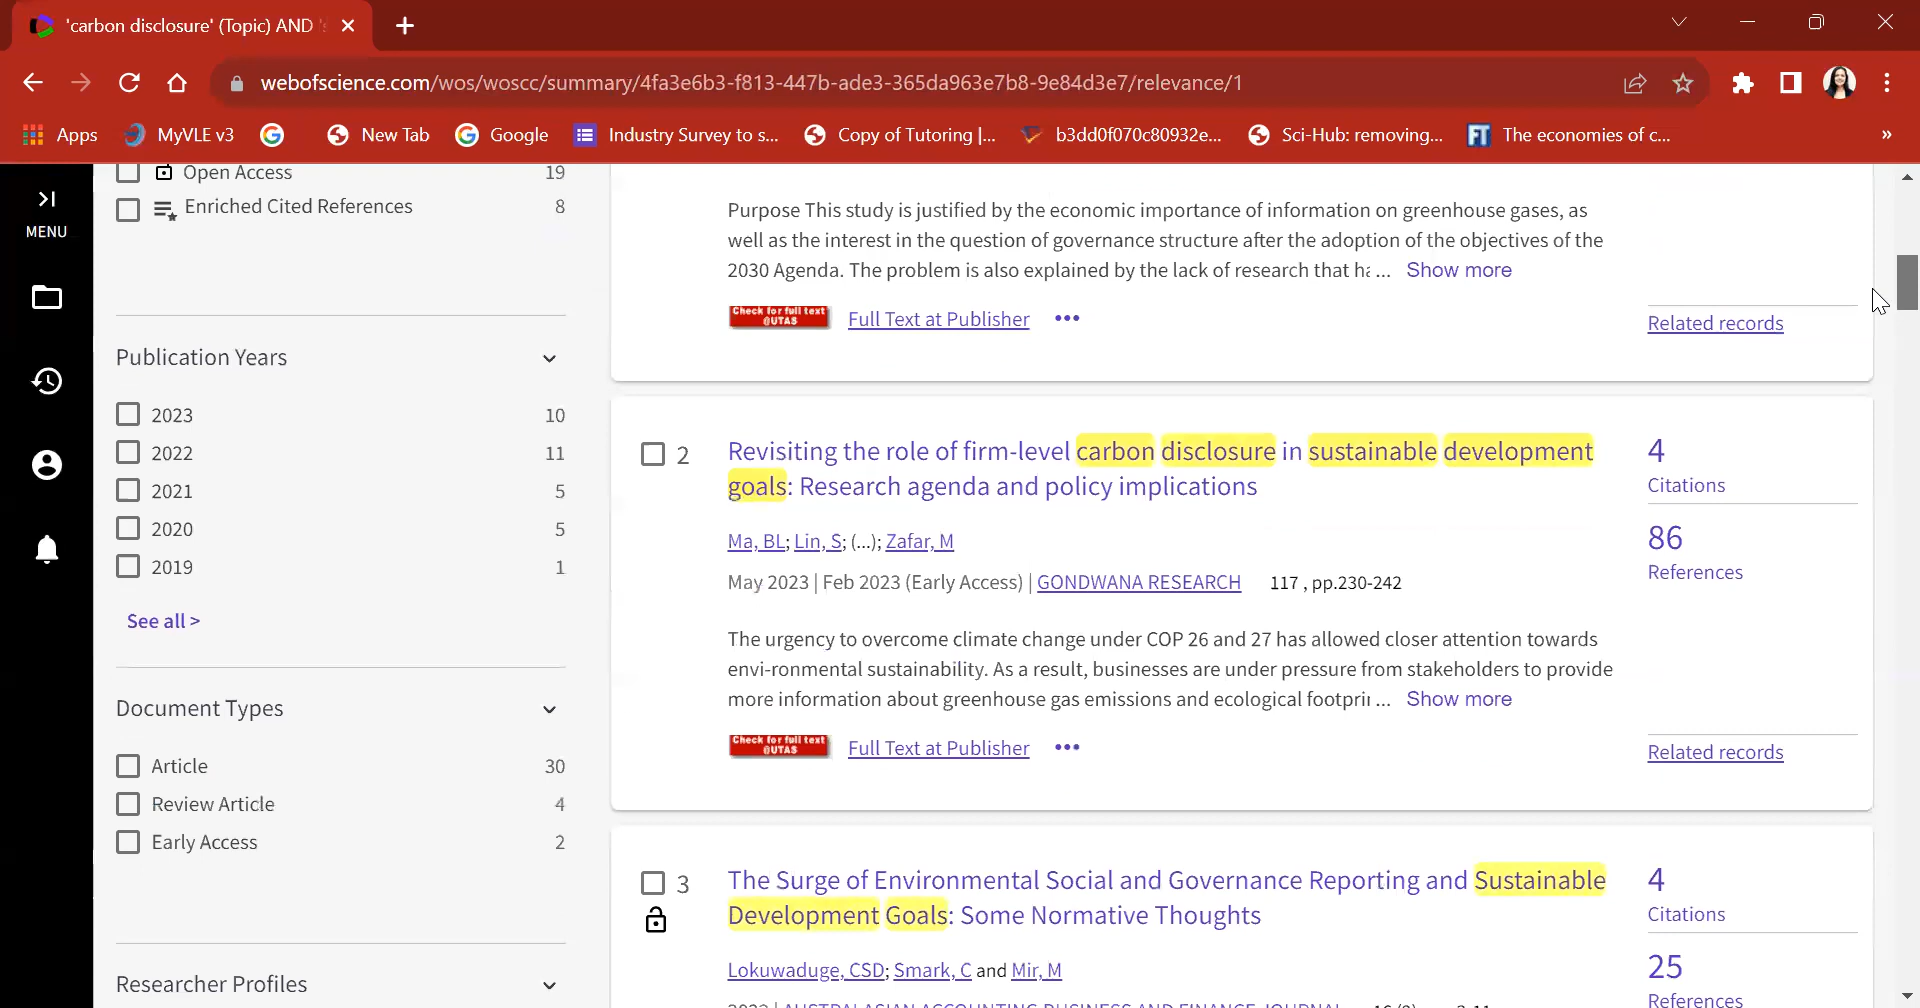 'carbon disclosure' (Topic) AND
webofscience.com/wos/woscc/summary/4fa3e6b3-f813-447b-ade3-365da963e7b8-9e84d3e7/relevance/1
Apps MyVLE v3 New Tab Google Industry Survey to s... Copy of Tutoring |... b3dd0f070c80932e... Sci-Hub: removing... The economies of c... »
MENU
Open Access 19
Enriched Cited References 8
Publication Years
2023 10
2022 11
2021 5
2020 5
2019 1
See all >
Document Types
Article 30
Review Article 4
Early Access 2
Researcher Profiles
Purpose This study is justified by the economic importance of information on greenhouse gases, as
well as the interest in the question of governance structure after the adoption of the objectives of the
2030 Agenda. The problem is also explained by the lack of research that ... Show more
Check for full text
@UTAS
Full Text at Publisher •••
Related records
2
Revisiting the role of firm-level carbon disclosure in sustainable development
goals: Research agenda and policy implications
Ma, BL; Lin, S; (...); Zafar, M
May 2023 | Feb 2023 (Early Access) | GONDWANA RESEARCH 117 , pp.230-242
The urgency to overcome climate change under COP 26 and 27 has allowed closer attention towards
envi-ronmental sustainability. As a result, businesses are under pressure from stakeholders to provide
more information about greenhouse gas emissions and ecological ... Show more
Check for full text
@UTAS
Full Text at Publisher •••
4
Citations
86
References
Related records
3
The Surge of Environmental Social and Governance Reporting and Sustainable
Development Goals: Some Normative Thoughts
Lokuwaduge, CSD; Smark, C and Mir, M
4
Citations
25
References